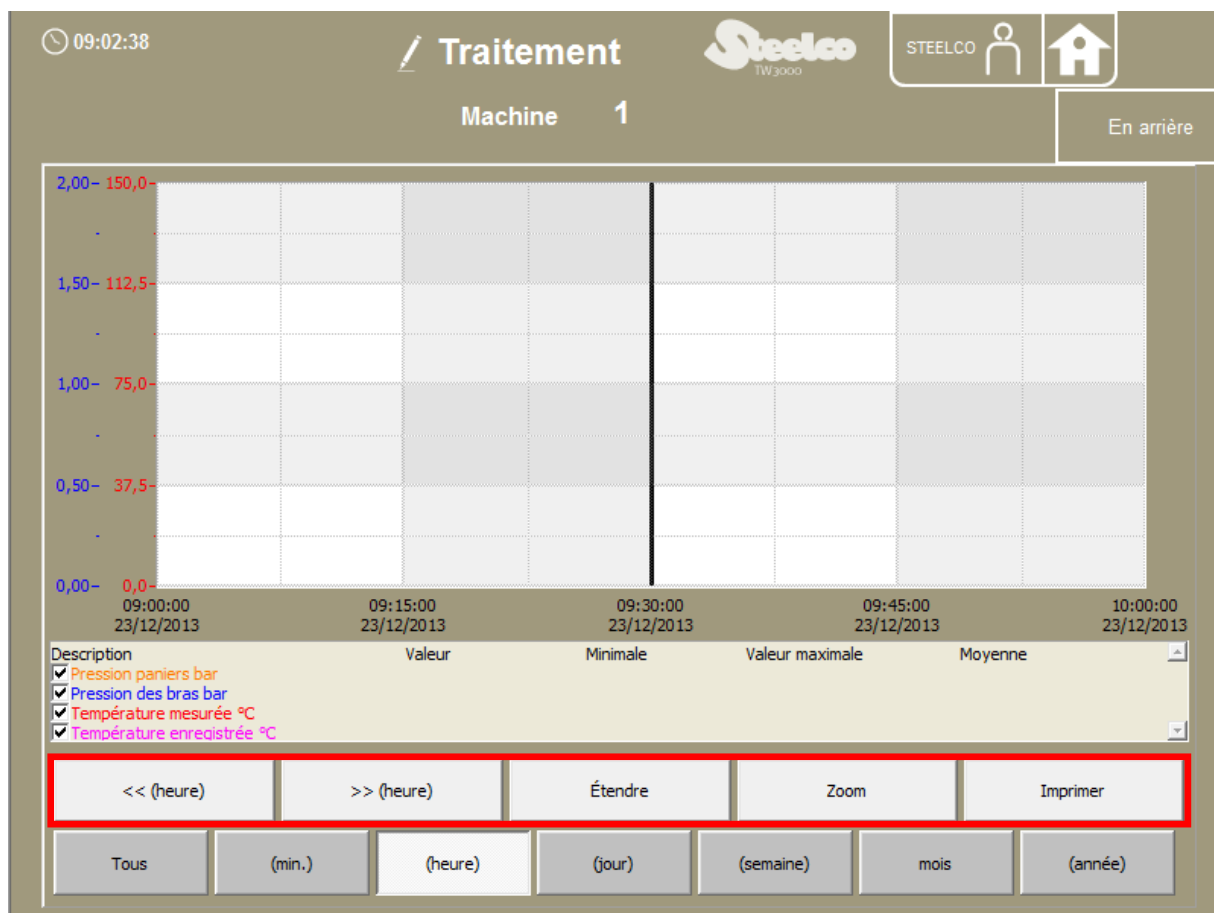 09:02:38
Traitement
Steelco
TW3000
STEELCO
Machine 1
En arrière
2,00 150,0
1,50 112,5
1,00 75,0
0,50 37,5
0,00 0,0
09:00:00 09:15:00 09:30:00 09:45:00 10:00:00
23/12/2013 23/12/2013 23/12/2013 23/12/2013 23/12/2013
Description Valeur Minimale Valeur maximale Moyenne
Pression paniers bar
Pression des bras bar
Température mesurée ºC
Température enregistrée ºC
<< (heure) >> (heure) Étendre Zoom Imprimer
Tous (min.) (heure) (jour) (semaine) mois (année)